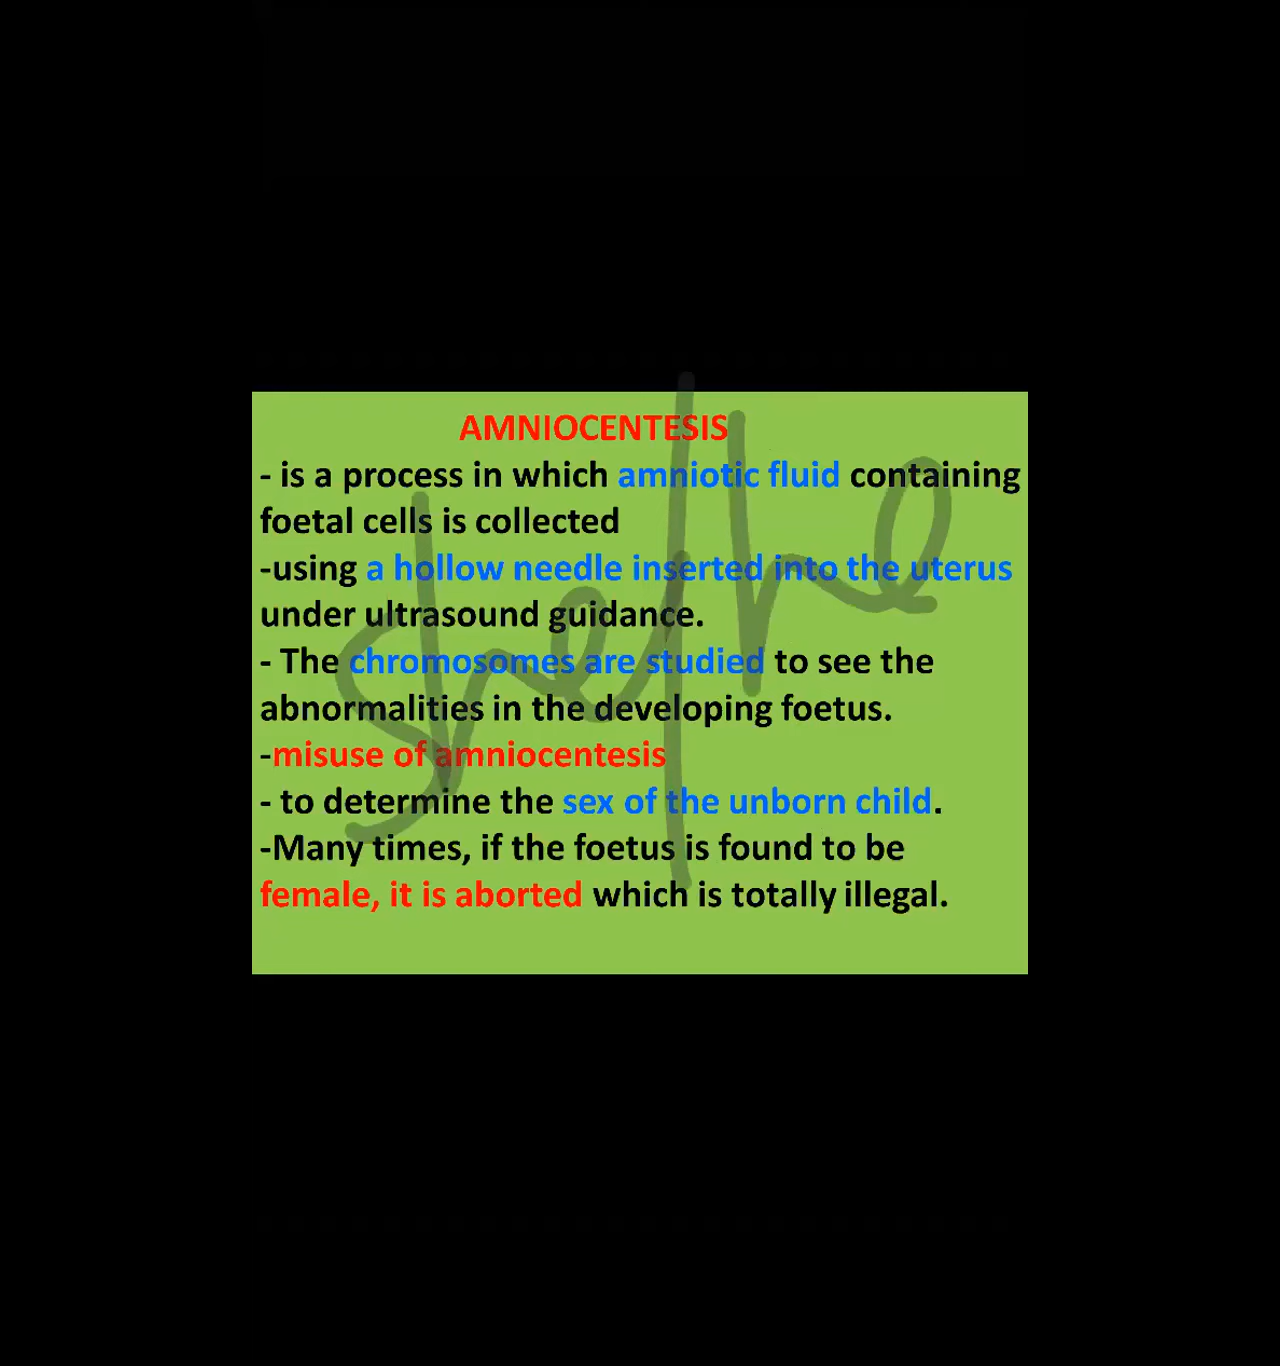 AMNIOCENTESIS
- is a process in which amniotic fluid containing
foetal cells is collected
-using a hollow needle inserted into the uterus
under ultrasound guidance.
- The chromosomes are studied to see the
abnormalities in the developing foetus.
-misuse of amniocentesis
- to determine the sex of the unborn child.
-Many times, if the foetus is found to be
female, it is aborted which is totally illegal.